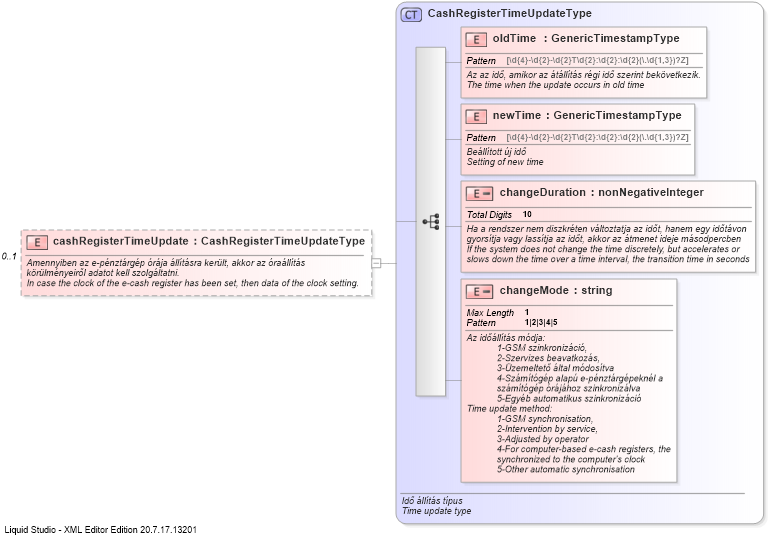 CT CashRegisterTimeUpdateType
E oldTime : GenericTimestampType
Pattern [\d{4}-\d{2}-\d{2}T\d{2}:\d{2}:\d{2}(\.\d{1,3})?Z]
Az az idő, amikor az átállítás régi idő szerint bekövetkezik.
The time when the update occurs in old time
E newTime : GenericTimestampType
Pattern [\d{4}-\d{2}-\d{2}T\d{2}:\d{2}:\d{2}(\.\d{1,3})?Z]
Beállított új idő
Setting of new time
E changeDuration : nonNegativeInteger
Total Digits 10
Ha a rendszer nem diszkréten változtatja az időt, hanem egy időtávon
gyorsítja vagy lassítja az időt, akkor az átmenet ideje másodpercben
If the system does not change the time discretely, but accelerates or
slows down the time over a time interval, the transition time in seconds
E cashRegisterTimeUpdate : CashRegisterTimeUpdateType
0..1
Amennyiben az e-pénztárgép órája állításra került, akkor az óraállítás
körülményeiről adatot kell szolgáltatni.
In case the clock of the e-cash register has been set, then data of the clock setting.
E changeMode : string
Max Length 1
Pattern 1|2|3|4|5
Az időállítás módja:
1-GSM szinkronizáció,
2-Szervizes beavatkozás,
3-Üzemeltető által módosítva
4-Számítógép alapú e-pénztárgépeknél a
számítógép órájához szinkronizálva
5-Egyéb automatikus szinkronizáció
Time update method:
1-GSM synchronisation,
2-Intervention by service,
3-Adjusted by operator
4-For computer-based e-cash registers, the
synchronized to the computer's clock
5-Other automatic synchronisation
Idő állítás típus
Time update type
Liquid Studio - XML Editor Edition 20.7.17.13201